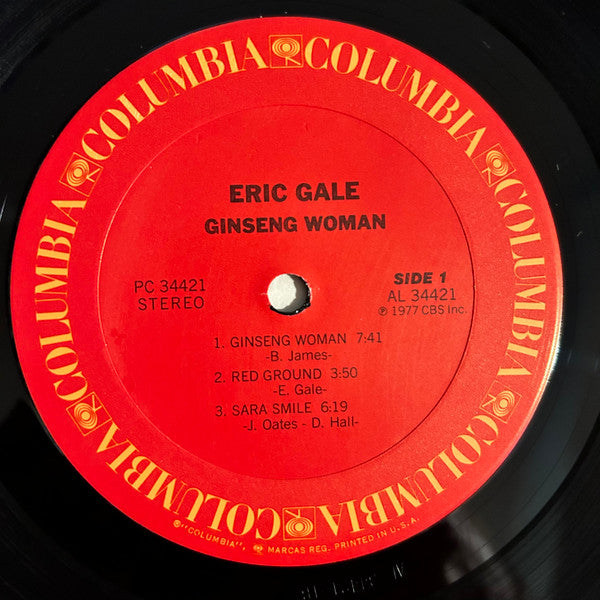 COLUMBIA COLUMBIA COLUMBIA COLUMBIA COLUMBIA COLUMBIA COLUMBIA
ERIC GALE
GINSENG WOMAN
PC 34421
STEREO
SIDE 1
AL 34421
℗ 1977 CBS Inc.
1. GINSENG WOMAN 7:41
-B. James-
2. RED GROUND 3:50
-E. Gale-
3. SARA SMILE 6:19
-J. Oates - D. Hall-
®"COLUMBIA", MARCAS REG. PRINTED IN U.S.A.